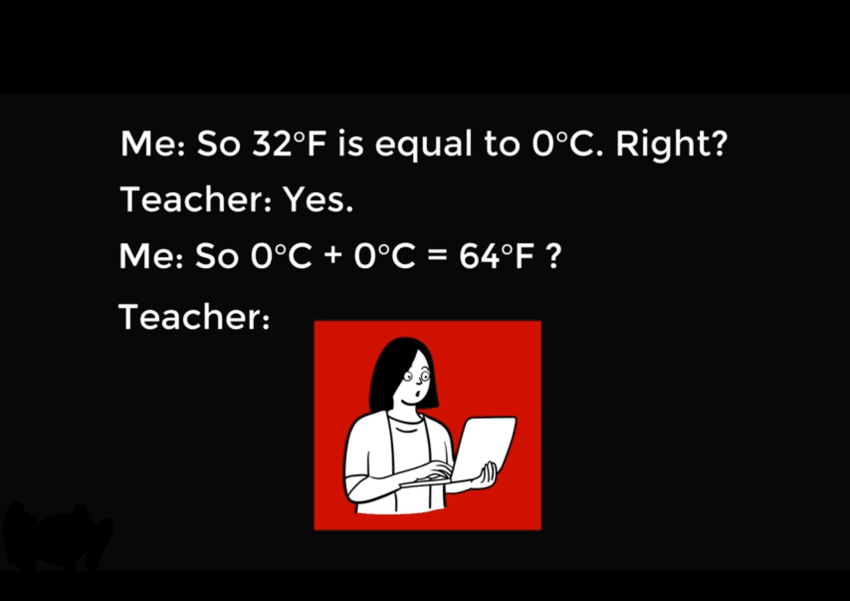 Me: So 32°F is equal to 0°C. Right?
Teacher: Yes.
Me: So 0°C + 0°C = 64°F ?
Teacher: